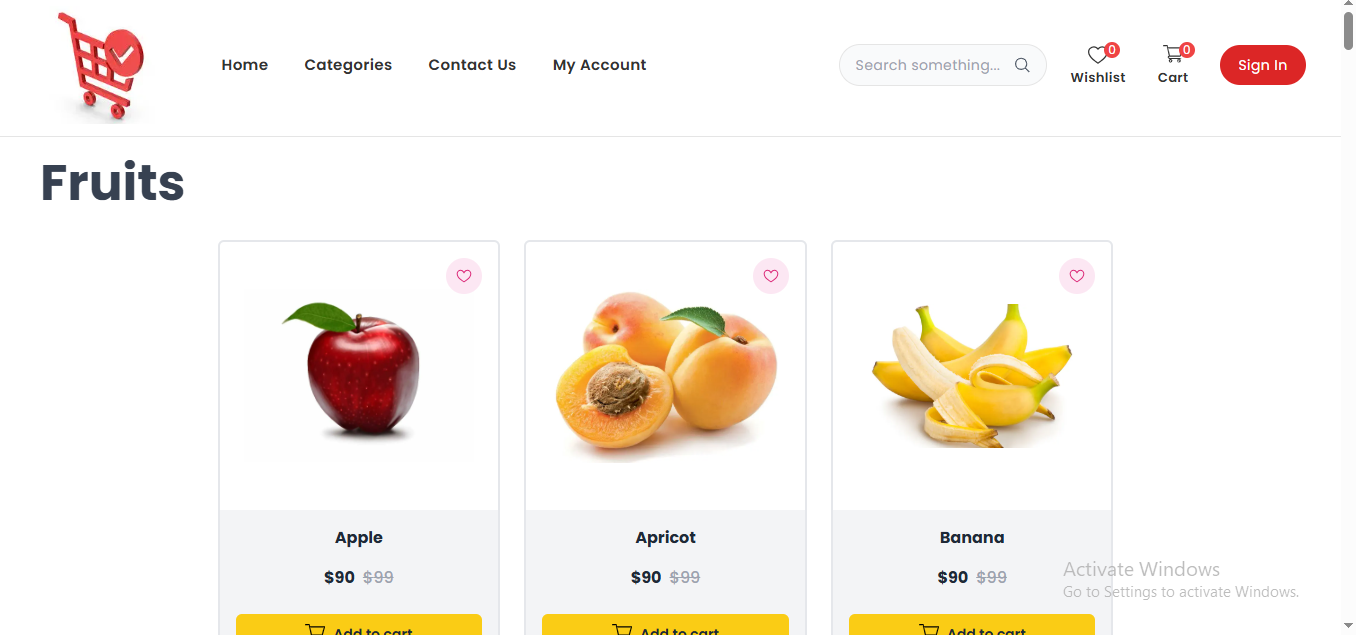 Home Categories Contact Us My Account Search something... 0 Wishlist 0 Cart Sign In
Fruits
Apple Apricot Banana
$90 $99 $90 $99 $90 $99
Activate Windows
Go to Settings to activate Windows.
Add to cart Add to cart Add to cart